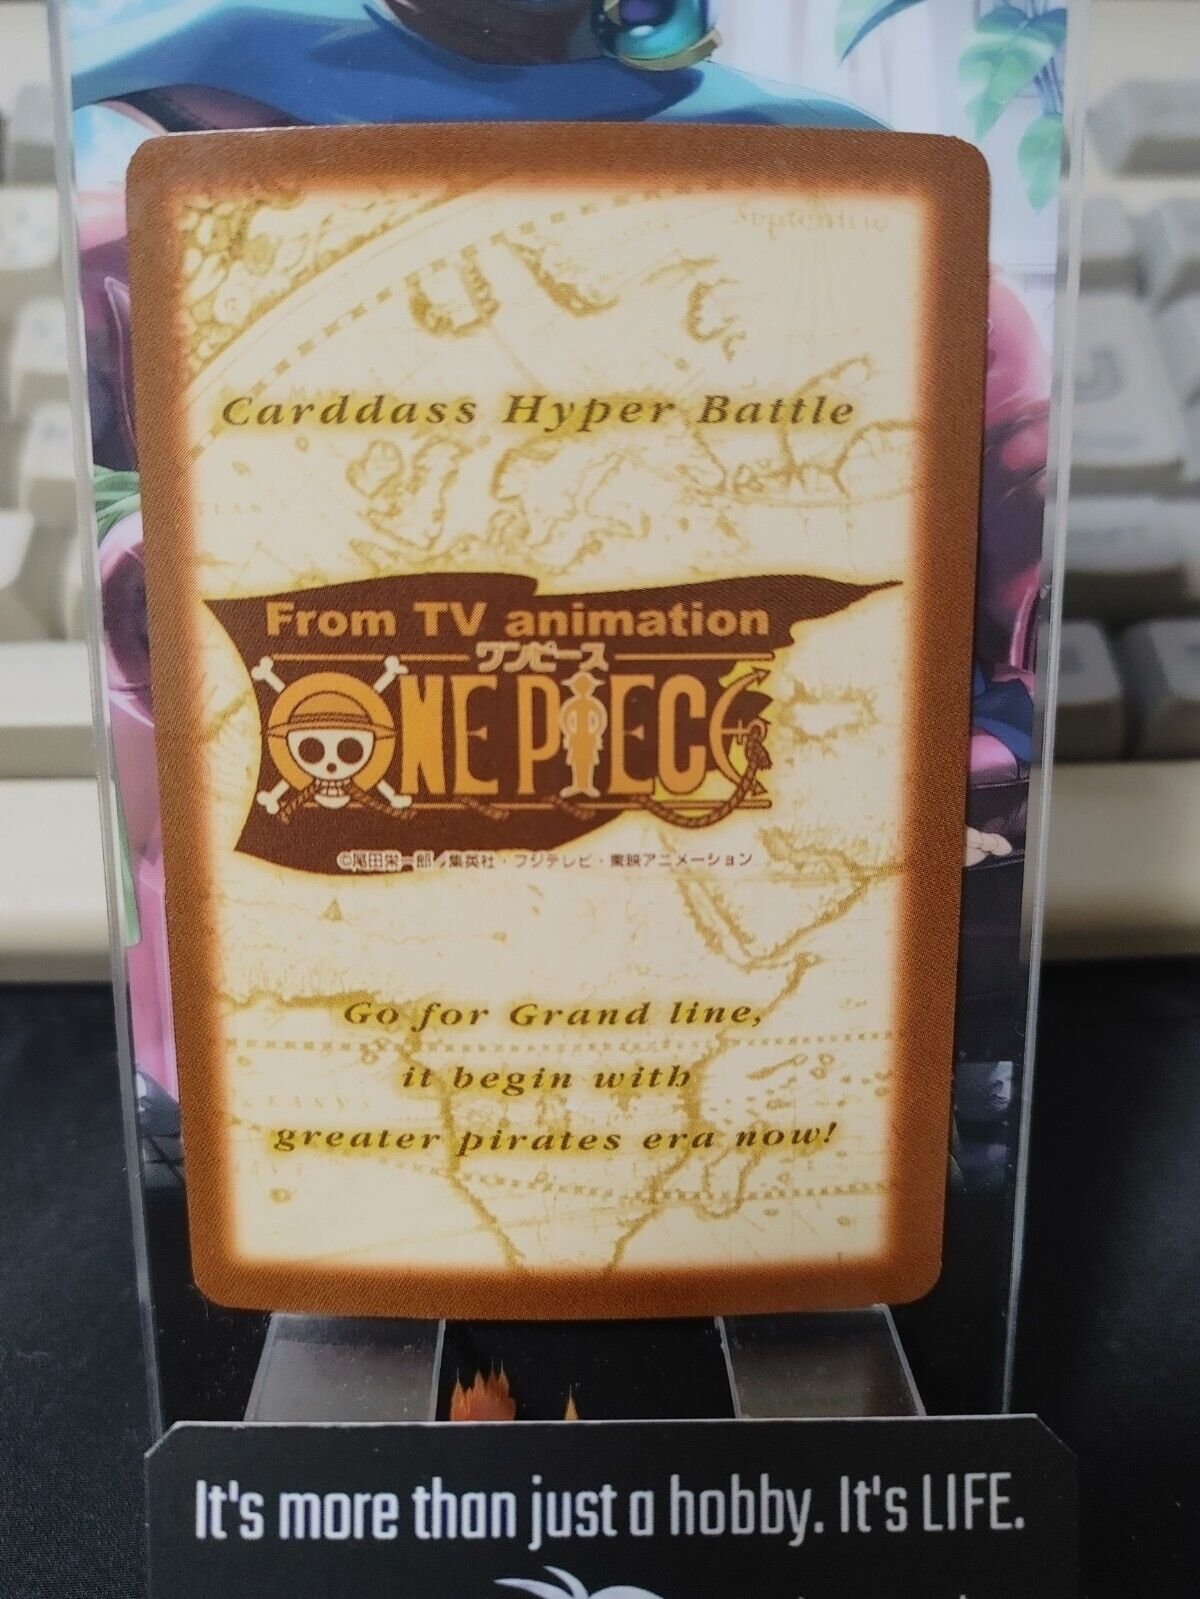 Carddass Hyper Battle
From TV animation
ワンピース
ONE PIECE
©尾田栄一郎／集英社・フジテレビ・東映アニメーション
Go for Grand line,
it begin with
greater pirates era now!
It's more than just a hobby. It's LIFE.